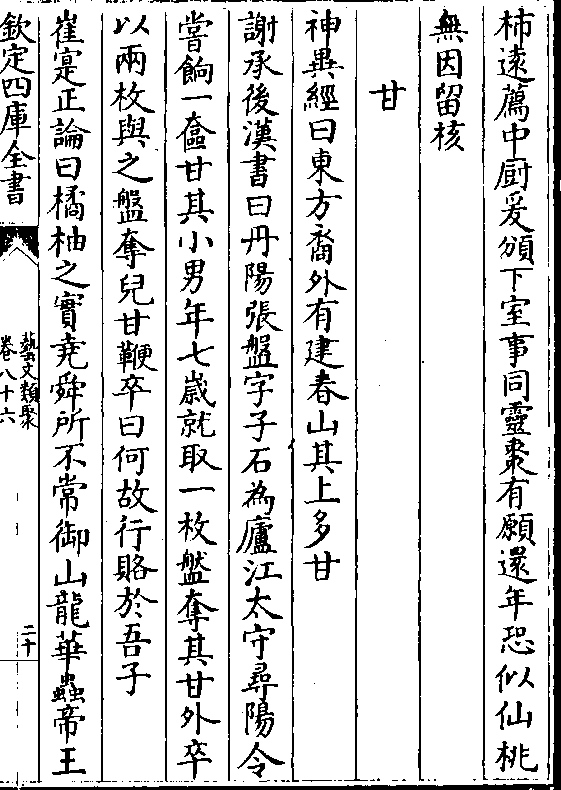 柿逺薦中厨爰頒下室事同靈棗有願還年恐似仙桃
無因留核
甘
神異經曰東方裔外有建春山其上多甘
謝承後漢書曰丹陽張盤字子石為廬江太守尋陽令
嘗餉一奩甘其小男年七嵗就取一枚盤奪其甘外卒
以兩枚與之盤奪兒甘鞭卒曰何故行賂於吾子
崔寔正論曰橘柚之實堯舜所不常御山龍華蟲帝王
欽定四庫全書
藝文類聚
卷八十六
二十